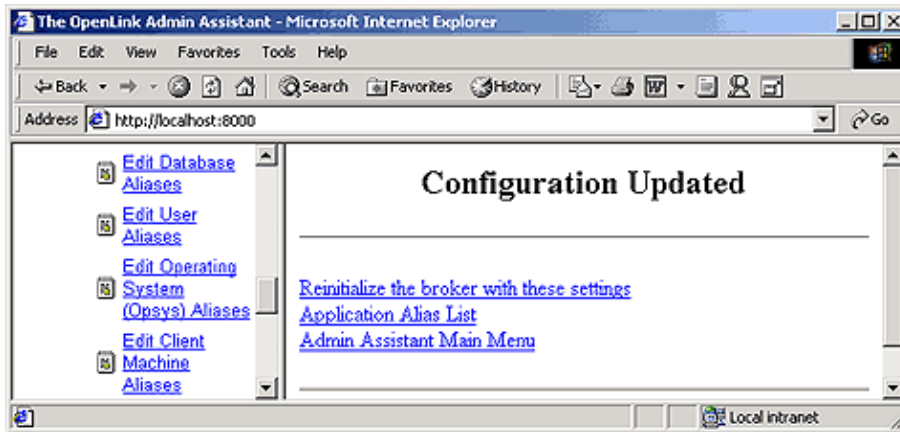 The OpenLink Admin Assistant - Microsoft Internet Explorer
File Edit View Favorites Tools Help
Back Search Favorites History
Address http://localhost:8000 Go
Edit Database
Aliases
Edit User
Aliases
Edit Operating
System
(Opsys) Aliases
Edit Client
Machine
Aliases
Configuration Updated
Reinitialize the broker with these settings
Application Alias List
Admin Assistant Main Menu
Local intranet